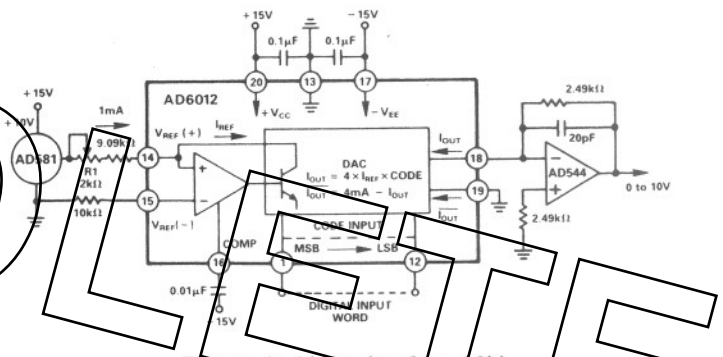 +15V
-15V
0.1µF
0.1µF
20
13
17
AD6012
+VCC
-VEE
+15V
+10V
AD581
1mA
9.09kΩ
R1
2kΩ
10kΩ
14
15
VREF(+)
IREF
VREF(-)
DAC
IOUT = 4 × IREF × CODE
IOUT = 4mA - IOUT
CODE INPUT
MSB
LSB
COMP
16
1
12
0.01µF
-15V
DIGITAL INPUT
WORD
IOUT
18
IOUT
19
2.49kΩ
20pF
AD544
0 to 10V
2.49kΩ